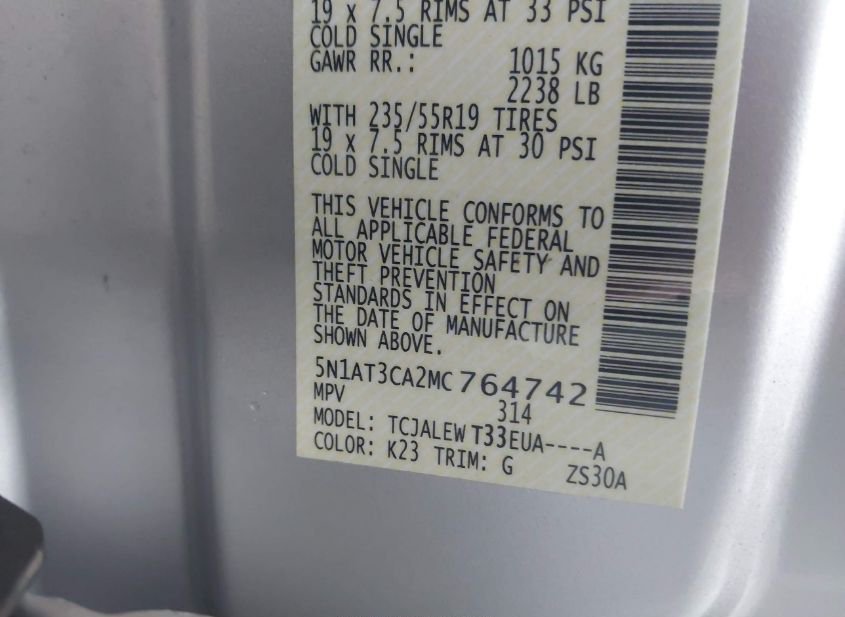 19 x 7.5 RIMS AT 33 PSI
COLD SINGLE
GAWR RR.: 1015 KG
2238 LB
WITH 235/55R19 TIRES
19 x 7.5 RIMS AT 30 PSI
COLD SINGLE
THIS VEHICLE CONFORMS TO
ALL APPLICABLE FEDERAL
MOTOR VEHICLE SAFETY AND
THEFT PREVENTION
STANDARDS IN EFFECT ON
THE DATE OF MANUFACTURE
SHOWN ABOVE.
5N1AT3CA2MC764742
MPV 314
MODEL: TCJALEWT33EUA----A
COLOR: K23 TRIM: G ZS30A